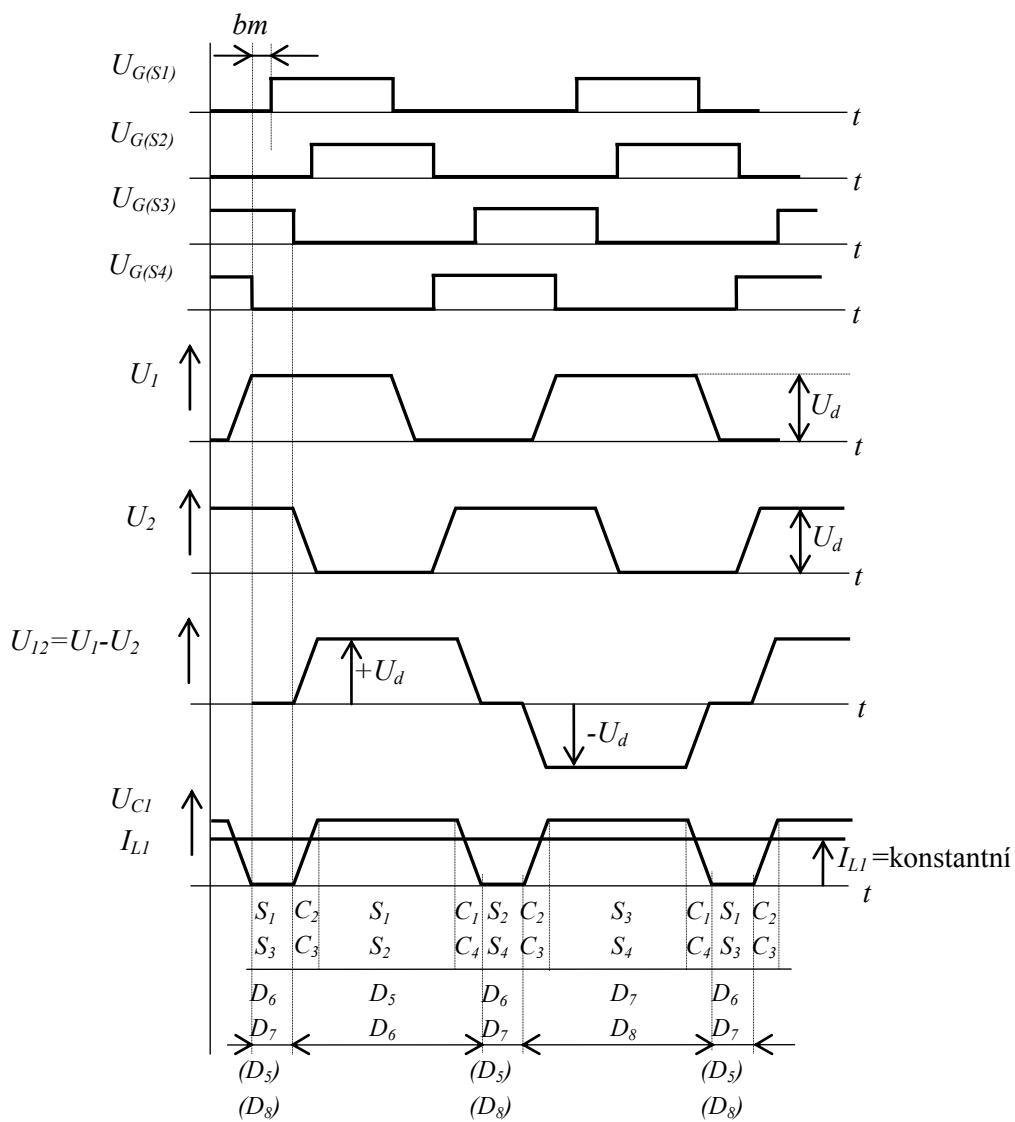 bm
U_G(S1)
t
U_G(S2)
t
U_G(S3)
t
U_G(S4)
t
U_1
U_d
t
U_2
U_d
t
U_12=U_1-U_2
+U_d
t
-U_d
U_C1
I_L1
I_L1=konstantní
t
S_1 C_2 S_1 C_1 S_2 C_2 S_3 C_1 S_1 C_2
S_3 C_3 S_2 C_4 S_4 C_3 S_4 C_4 S_3 C_3
D_6 D_5 D_6 D_7 D_6
D_7 D_6 D_7 D_8 D_7
(D_5) (D_5) (D_5)
(D_8) (D_8) (D_8)